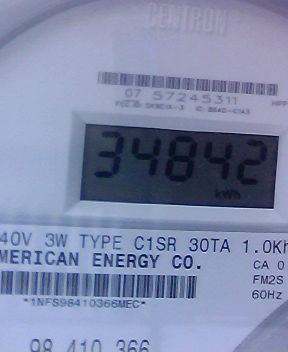 CENTRON
07 57245311
34842
kWh
40V 3W TYPE C1SR 30TA 1.0Kh
MERICAN ENERGY CO.
CA 0
FM2S
*1NFS98410366MEC*
60Hz
98 410 366